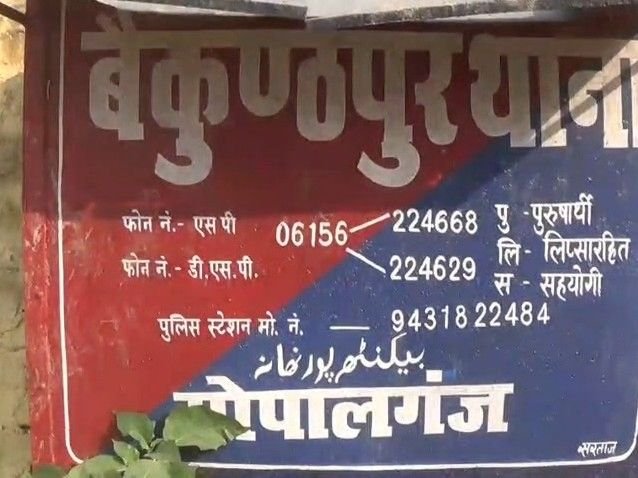 बैकुण्ठपुर थाना
फोन नं.- एस पी 06156 224668 पु - पुरुषार्थी
फोन नं.- डी.एस.पी. 224629 लि - लिप्सारहित
स - सहयोगी
पुलिस स्टेशन मो. नं. — 9431822484
بیکنٹھ پور تھانہ
गोपालगंज
सरताज